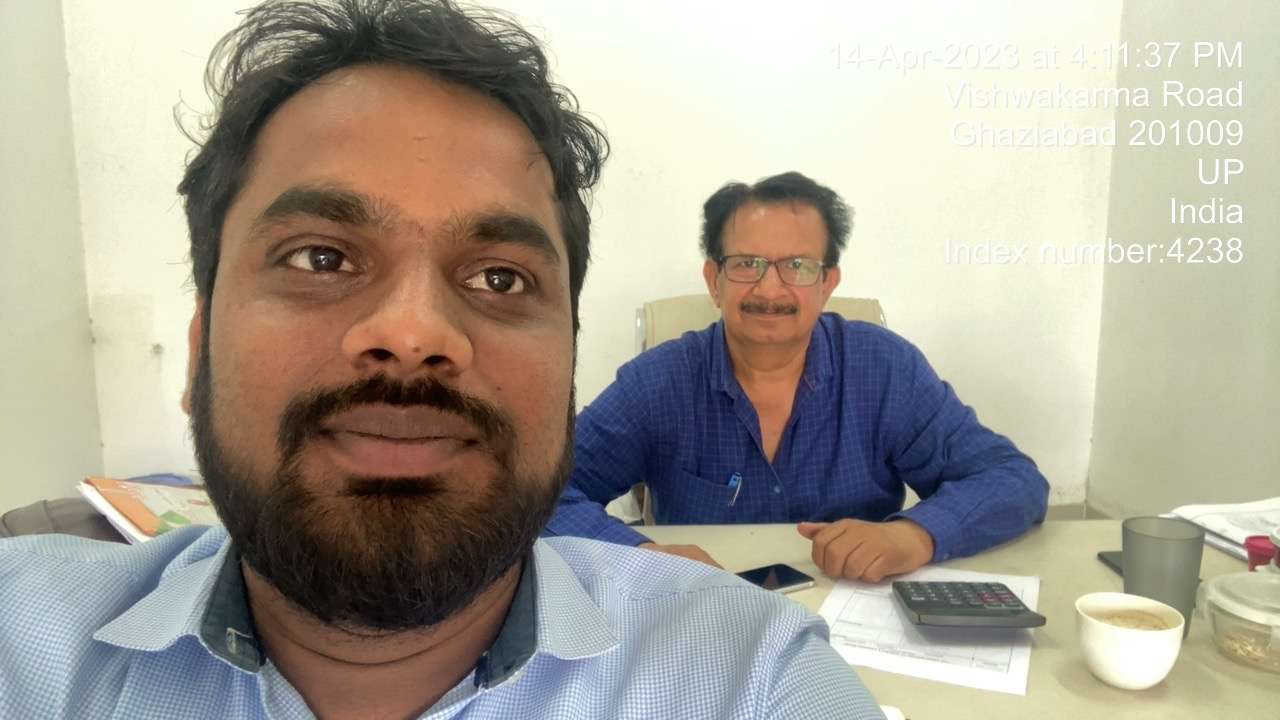 14-Apr-2023 at 4:11:37 PM
Vishwakarma Road
Ghaziabad 201009
UP
India
Index number:4238